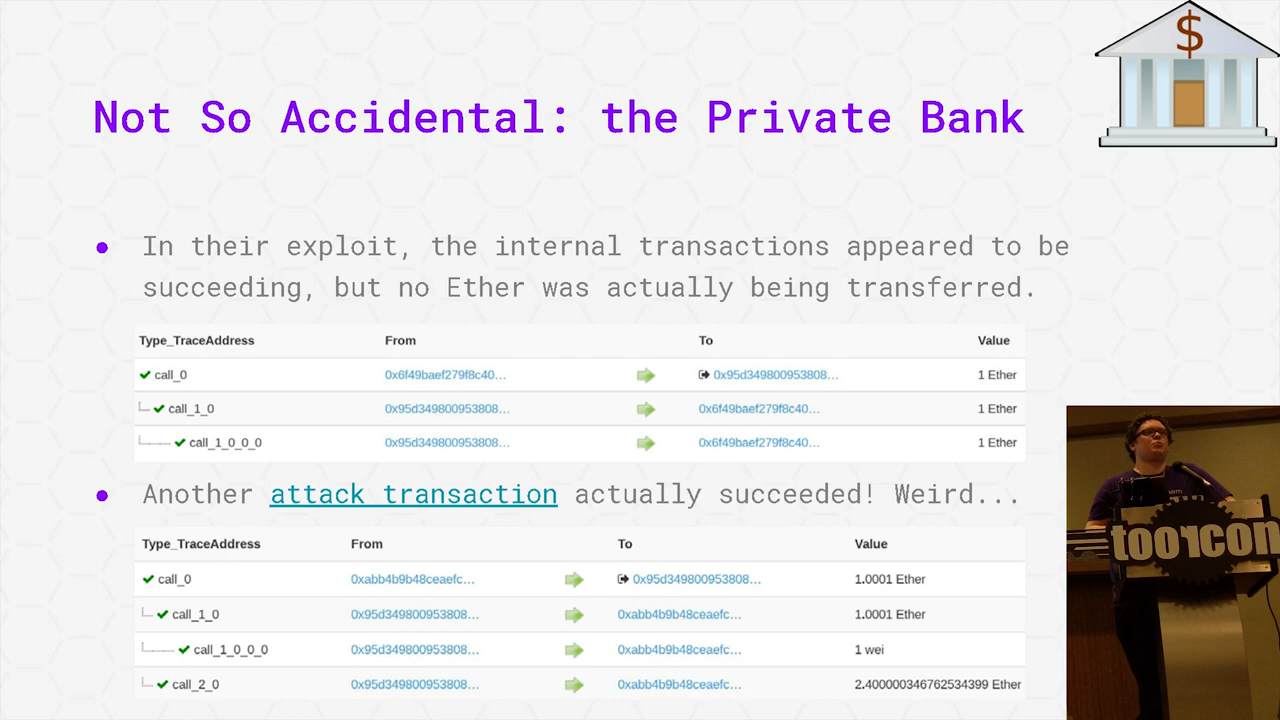 $
Not So Accidental: the Private Bank
In their exploit, the internal transactions appeared to be
succeeding, but no Ether was actually being transferred.
Type_TraceAddress From To Value
call_0 0x6f49baef279f8c40... 0x95d349800953808... 1 Ether
call_1_0 0x95d349800953808... 0x6f49baef279f8c40... 1 Ether
call_1_0_0_0 0x95d349800953808... 0x6f49baef279f8c40... 1 Ether
Another attack transaction actually succeeded! Weird...
Type_TraceAddress From To Value
call_0 0xabb4b9b48ceaefc... 0x95d349800953808... 1.0001 Ether
call_1_0 0x95d349800953808... 0xabb4b9b48ceaefc... 1.0001 Ether
call_1_0_0_0 0x95d349800953808... 0xabb4b9b48ceaefc... 1 wei
call_2_0 0x95d349800953808... 0xabb4b9b48ceaefc... 2.400000346762534399 Ether
toorcon